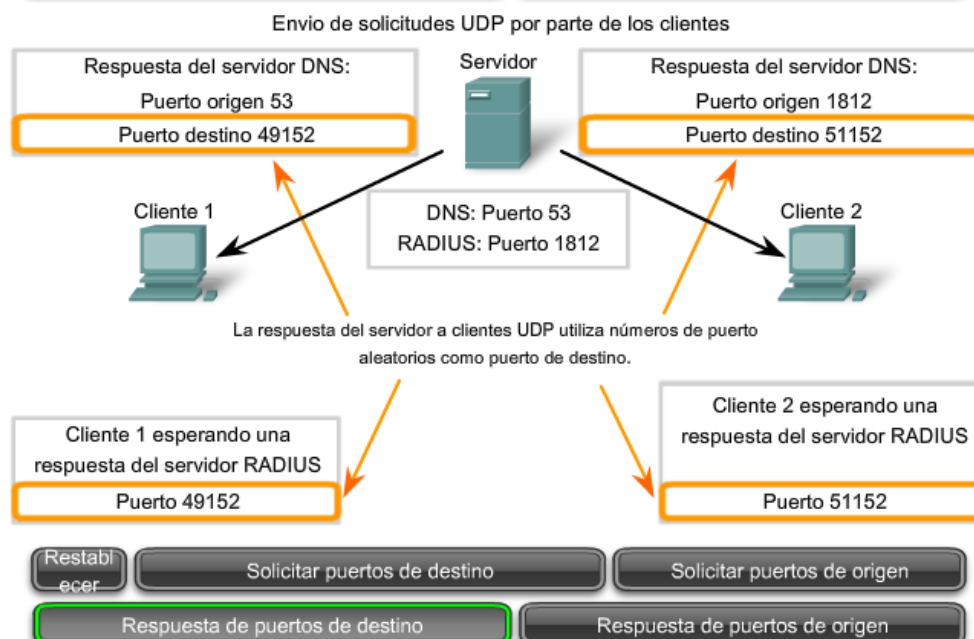 Envio de solicitudes UDP por parte de los clientes
Respuesta del servidor DNS:
Puerto origen 53
Puerto destino 49152
Servidor
Respuesta del servidor DNS:
Puerto origen 1812
Puerto destino 51152
Cliente 1
DNS: Puerto 53
RADIUS: Puerto 1812
Cliente 2
La respuesta del servidor a clientes UDP utiliza números de puerto
aleatorios como puerto de destino.
Cliente 1 esperando una
respuesta del servidor RADIUS
Puerto 49152
Cliente 2 esperando una
respuesta del servidor RADIUS
Puerto 51152
Restabl
ecer
Solicitar puertos de destino
Solicitar puertos de origen
Respuesta de puertos de destino
Respuesta de puertos de origen